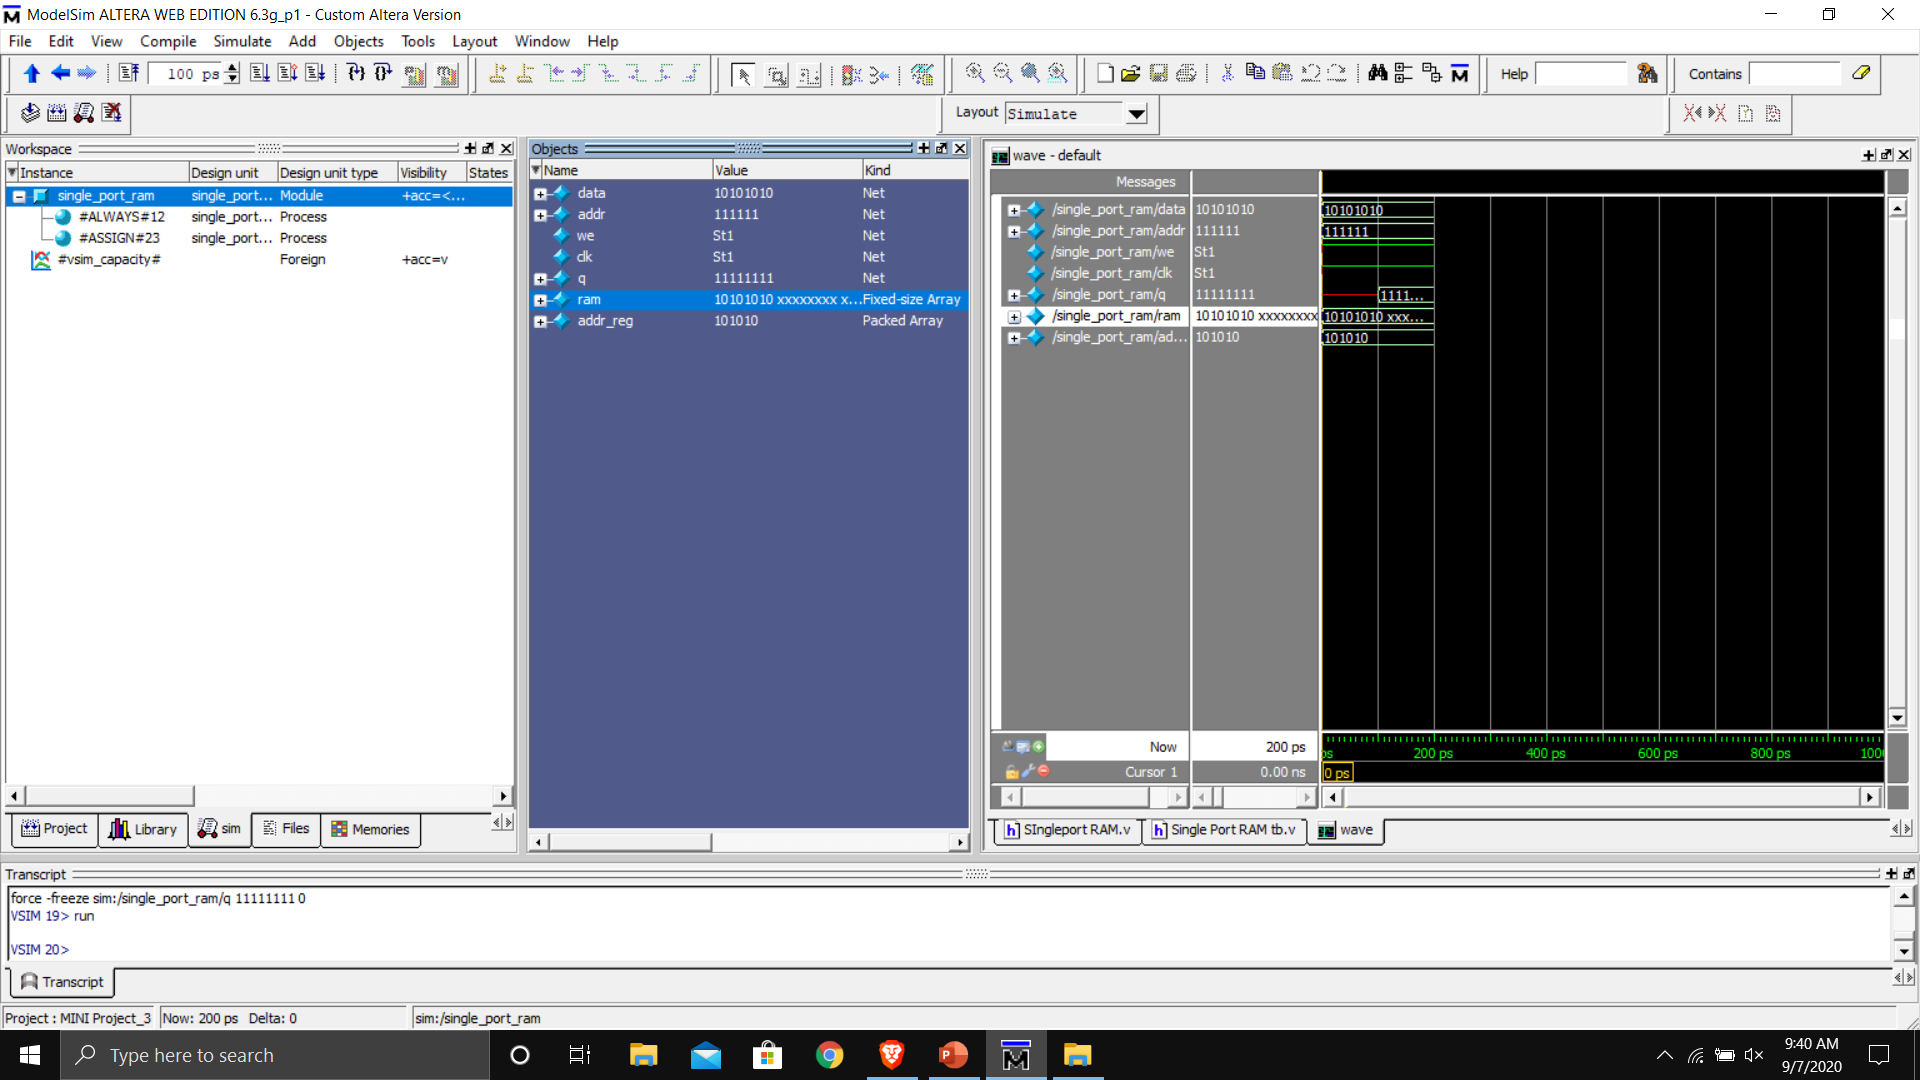 ModelSim ALTERA WEB EDITION 6.3g_p1 - Custom Altera Version
File Edit View Compile Simulate Add Objects Tools Layout Window Help
100 ps
Help
Contains
Layout Simulate
Workspace
Instance Design unit Design unit type Visibility States
single_port_ram single_port... Module +acc=<...
#ALWAYS#12 single_port... Process
#ASSIGN#23 single_port... Process
#vsim_capacity# Foreign +acc=v
Project Library sim Files Memories
Objects
Name Value Kind
data 10101010 Net
addr 111111 Net
we St1 Net
clk St1 Net
q 11111111 Net
ram 10101010 xxxxxxxx x... Fixed-size Array
addr_reg 101010 Packed Array
wave - default
Messages
/single_port_ram/data 10101010 10101010
/single_port_ram/addr 111111 111111
/single_port_ram/we St1
/single_port_ram/clk St1
/single_port_ram/q 11111111 1111...
/single_port_ram/ram 10101010 xxxxxxxx 10101010 xxx...
/single_port_ram/ad... 101010 101010
Now 200 ps ps 200 ps 400 ps 600 ps 800 ps 100
Cursor 1 0.00 ns 0 ps
SIngleport RAM.v Single Port RAM tb.v wave
Transcript
force -freeze sim:/single_port_ram/q 11111111 0
VSIM 19> run
VSIM 20>
Transcript
Project : MINI Project_3 Now: 200 ps Delta: 0 sim:/single_port_ram
Type here to search
9:40 AM
9/7/2020